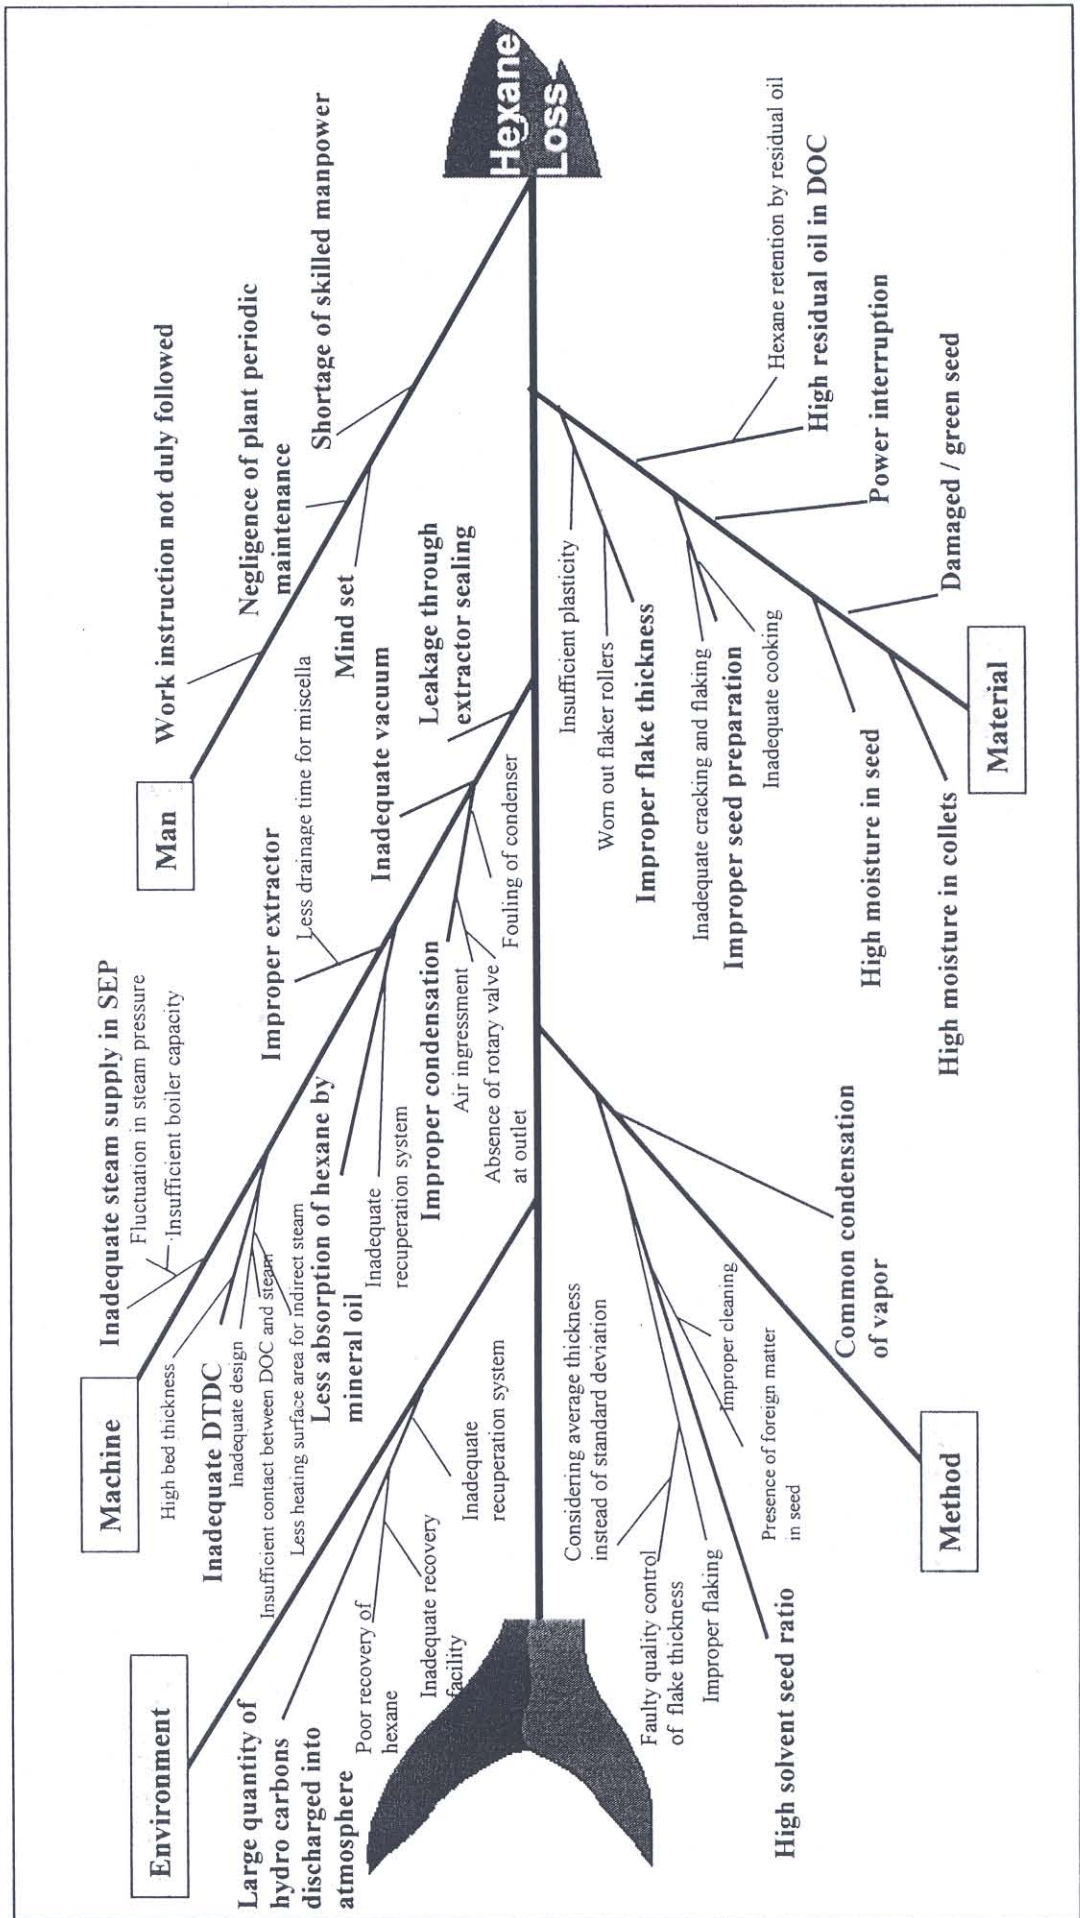 Environment
Large quantity of
hydro carbons
discharged into
atmosphere
Poor recovery of
hexane
Inadequate recovery
facility
Inadequate
recuperation system
Machine
Inadequate steam supply in SEP
Fluctuation in steam pressure
Insufficient boiler capacity
High bed thickness
Inadequate DTDC
Inadequate design
Insufficient contact between DOC and steam
Less heating surface area for indirect steam
Less absorption of hexane by
mineral oil
Inadequate
recuperation system
Improper extractor
Less drainage time for miscella
Improper condensation
Air ingressment
Absence of rotary valve
at outlet
Fouling of condenser
Inadequate vacuum
Leakage through
extractor sealing
Man
Work instruction not duly followed
Negligence of plant periodic
maintenance
Mind set
Shortage of skilled manpower
Hexane
Loss
Considering average thickness
instead of standard deviation
Faulty quality control
of flake thickness
Improper flaking
High solvent seed ratio
Improper cleaning
Presence of foreign matter
in seed
Common condensation
of vapor
Method
Insufficient plasticity
Worn out flaker rollers
Improper flake thickness
Inadequate cracking and flaking
Improper seed preparation
Inadequate cooking
High moisture in seed
High moisture in collets
Material
Hexane retention by residual oil
High residual oil in DOC
Power interruption
Damaged / green seed